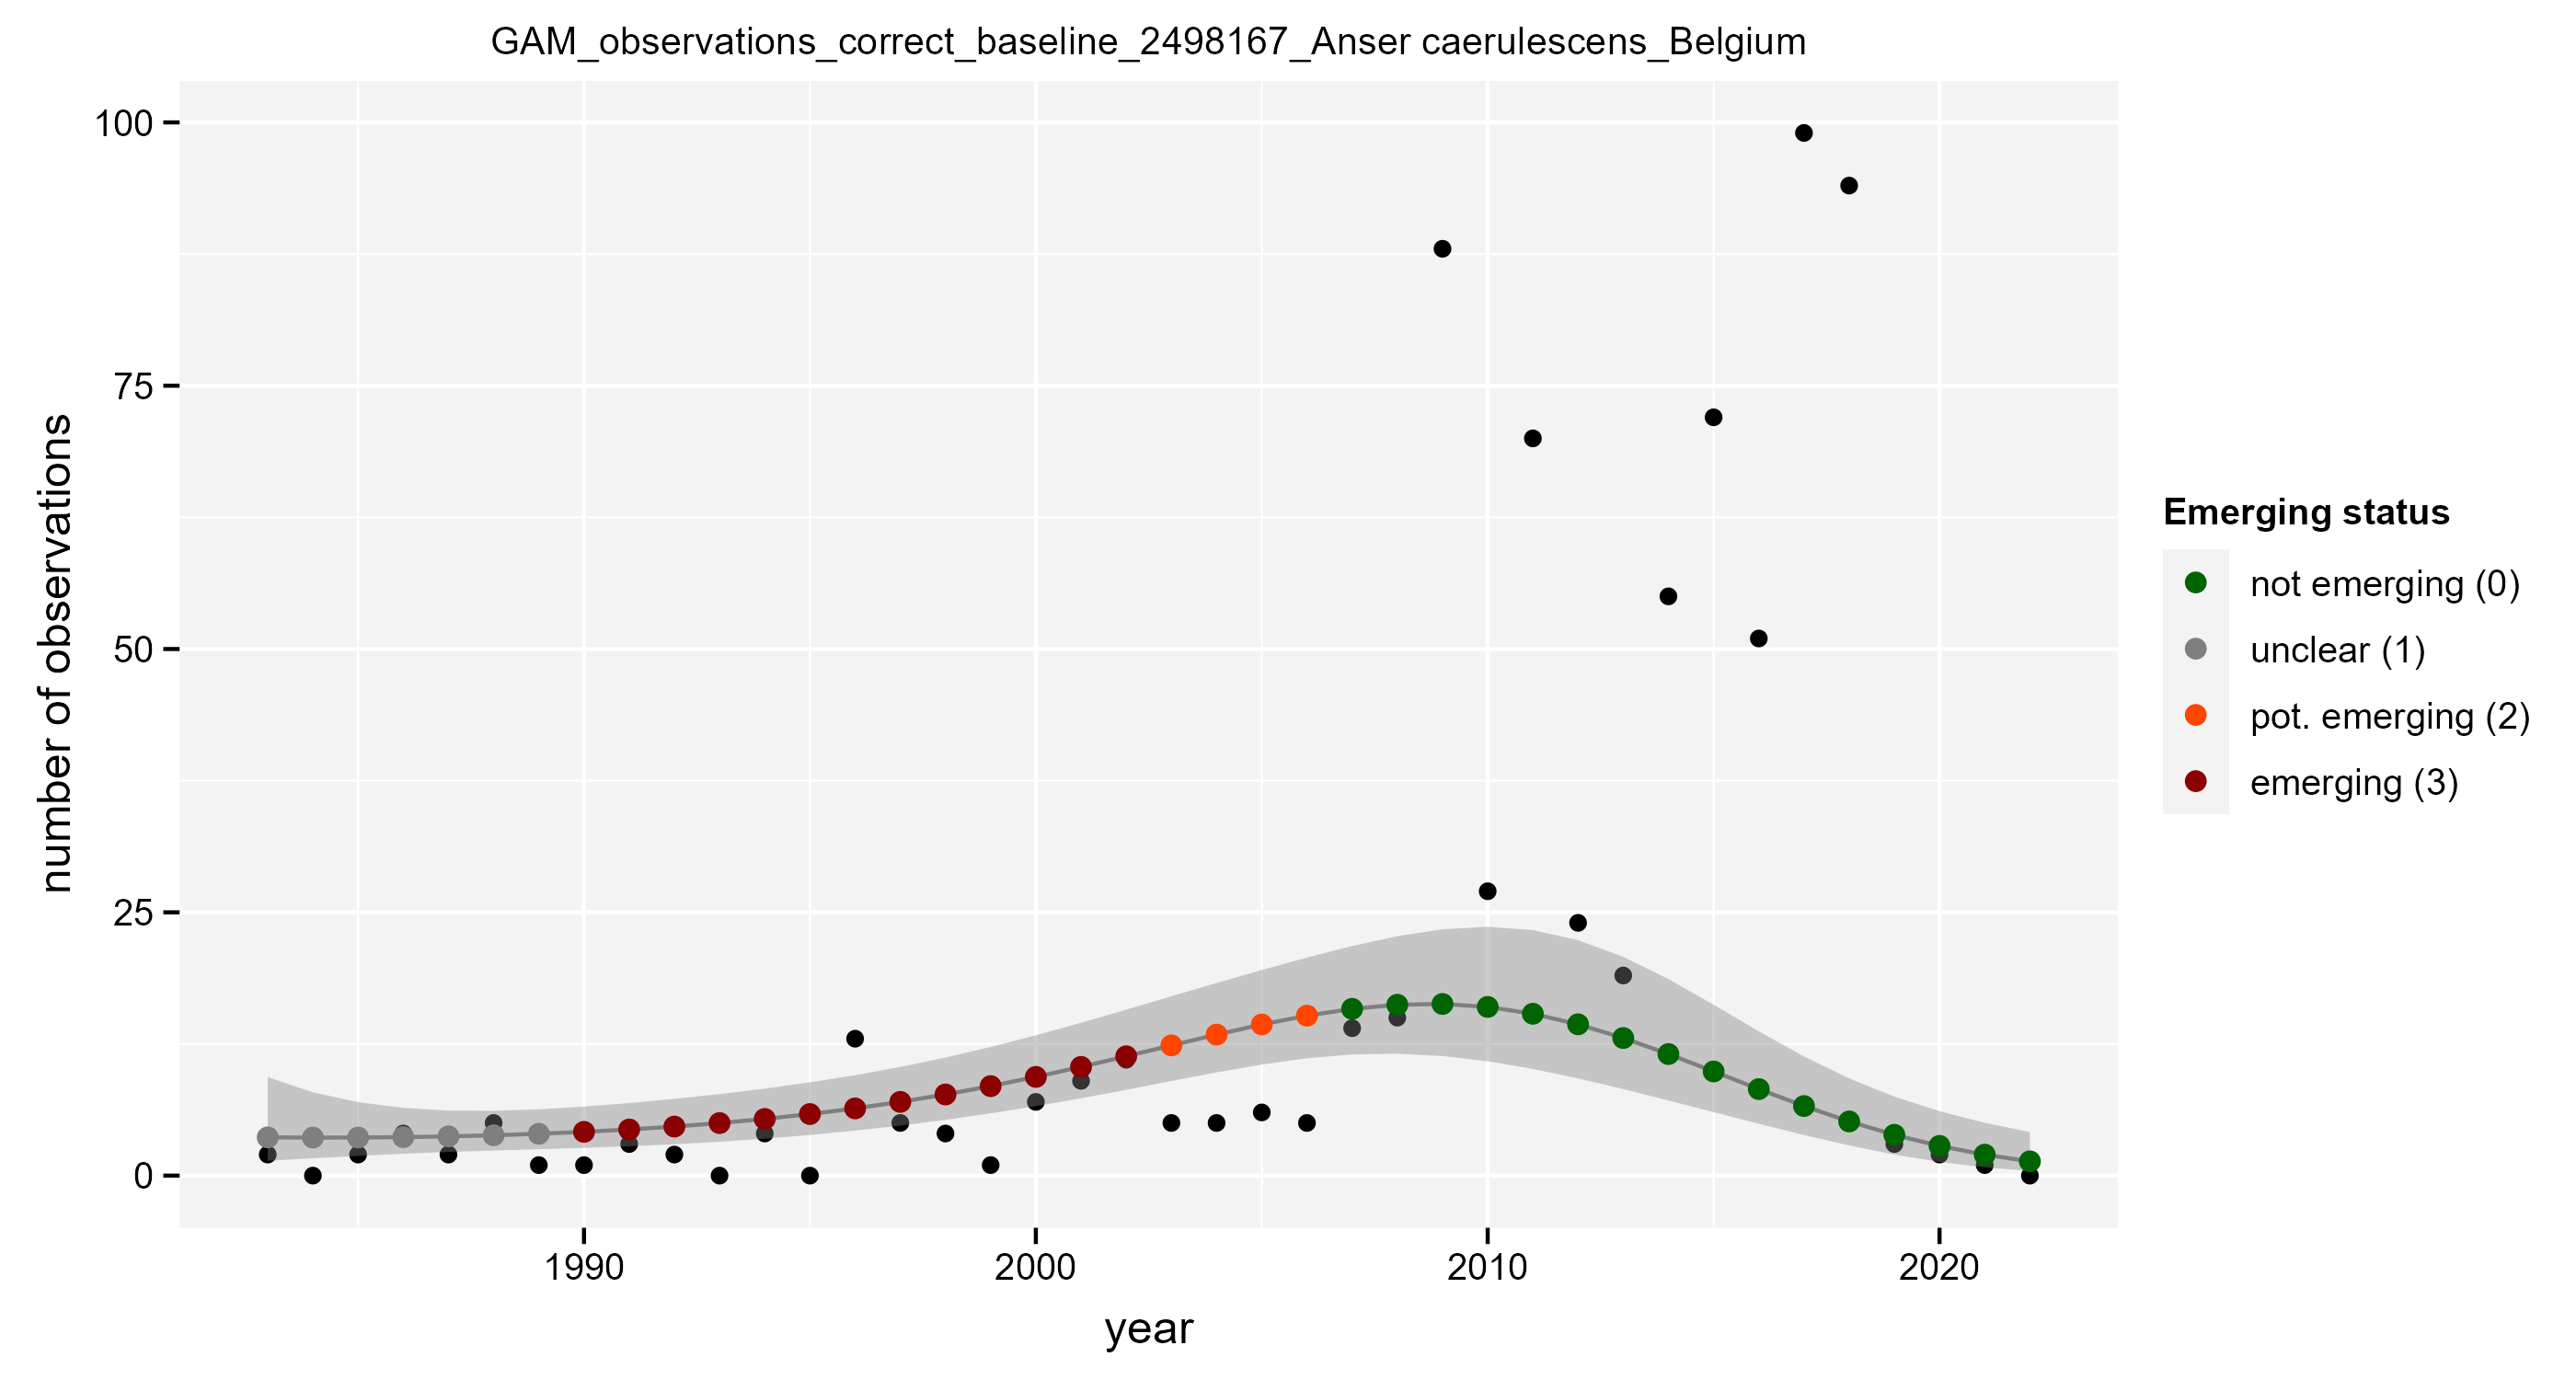 GAM_observations_correct_baseline_2498167_Anser caerulescens_Belgium
number of observations
100
75
50
25
0
1990
2000
2010
2020
year
Emerging status
not emerging (0)
unclear (1)
pot. emerging (2)
emerging (3)